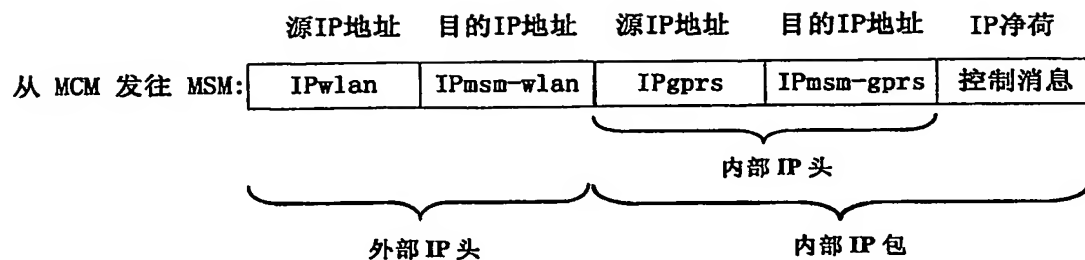 源IP地址 目的IP地址 源IP地址 目的IP地址 IP净荷
从 MCM 发往 MSM: IPwlan IPmsm-wlan IPgprs IPmsm-gprs 控制消息
内部 IP 头
外部 IP 头 内部 IP 包